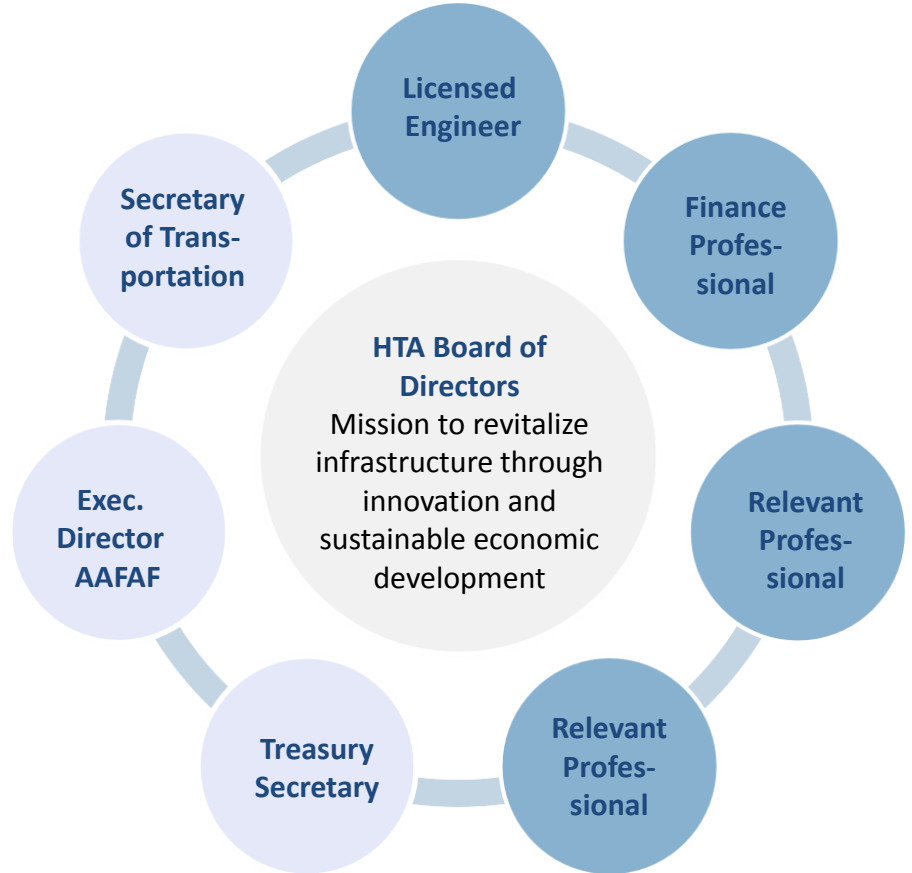 Licensed
Engineer
Finance
Profes-
sional
Relevant
Profes-
sional
Relevant
Profes-
sional
Treasury
Secretary
Exec.
Director
AAFAF
Secretary
of Trans-
portation
HTA Board of
Directors
Mission to revitalize
infrastructure through
innovation and
sustainable economic
development